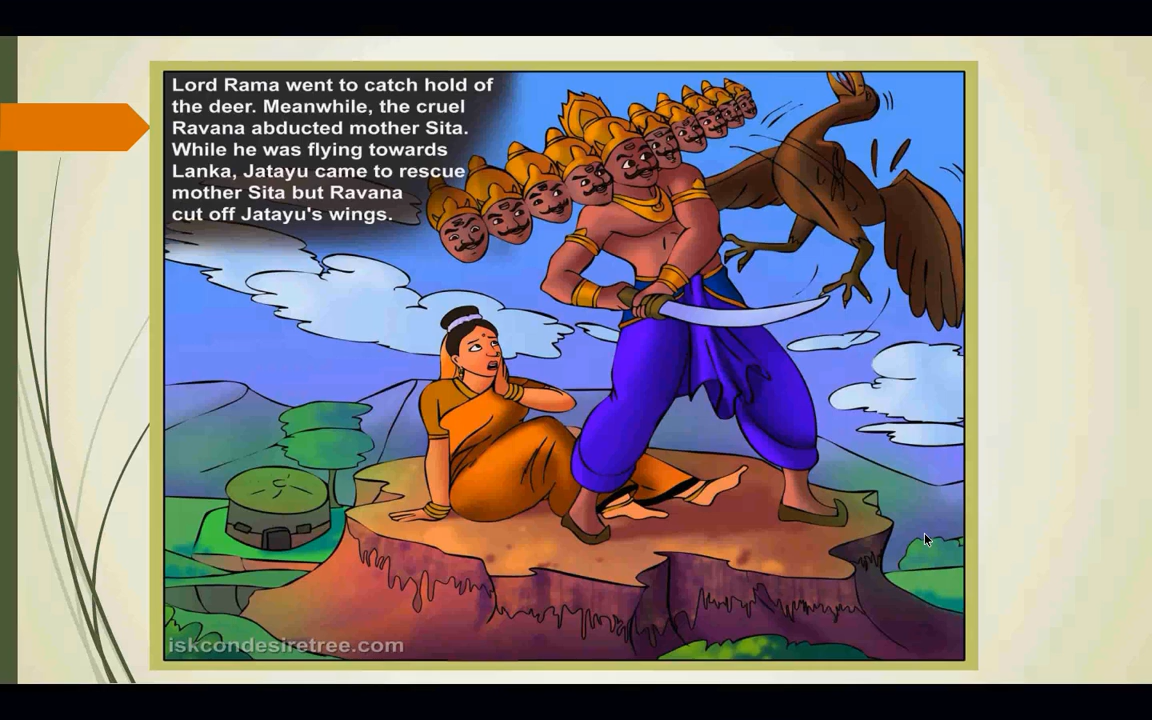 Lord Rama went to catch hold of
the deer. Meanwhile, the cruel
Ravana abducted mother Sita.
While he was flying towards
Lanka, Jatayu came to rescue
mother Sita but Ravana
cut off Jatayu's wings.
iskcondesiretree.com